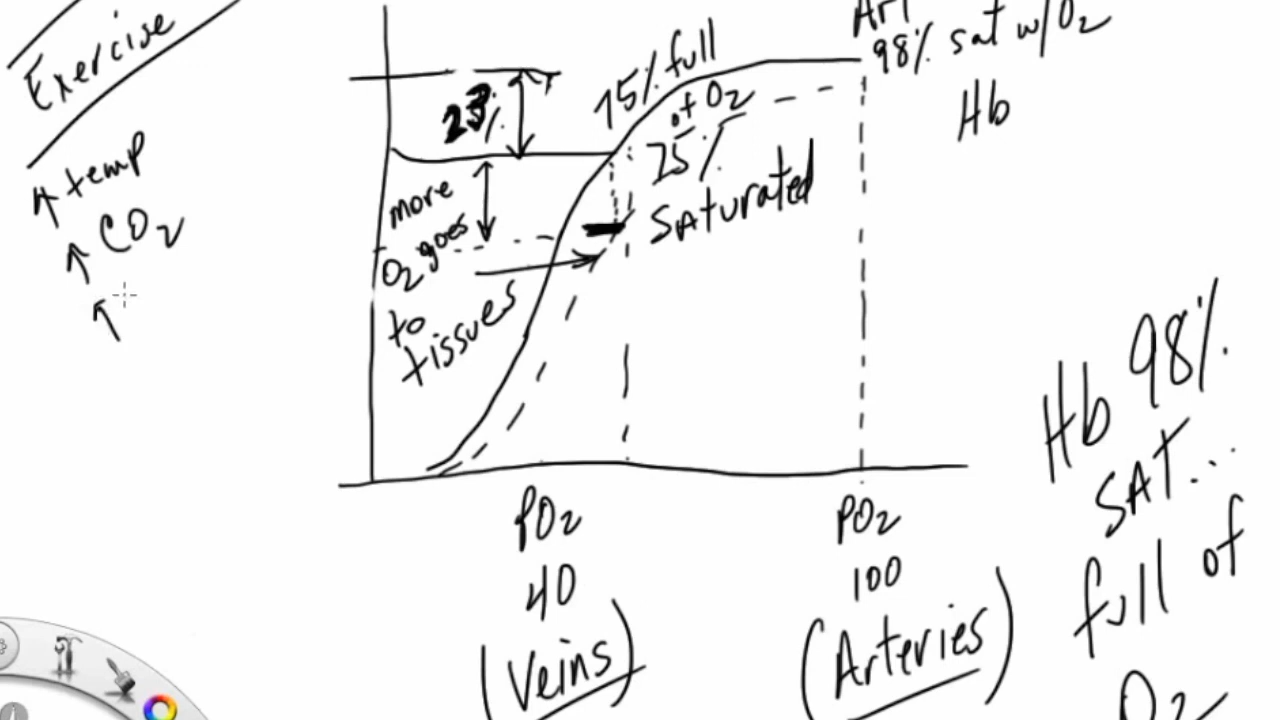 Exercise
↑ temp
↑ CO2
↑
23%
more
O2 goes
to
tissues
75% full
of O2
25%
SATurated
Art
98% sat w/O2
Hb
PO2
40
(Veins)
PO2
100
(Arteries)
Hb 98%
SAT...
full of
O2